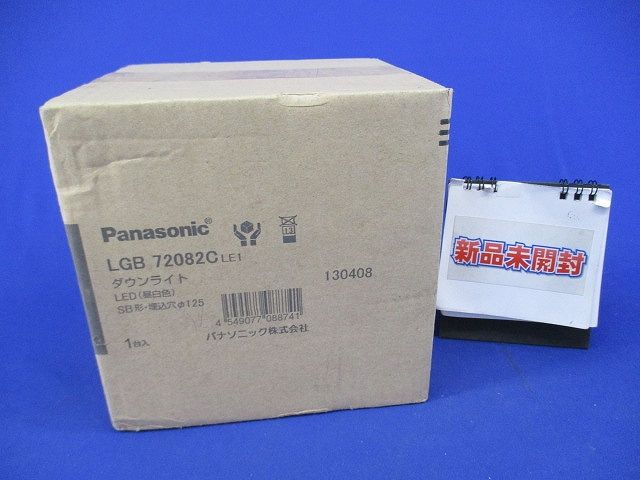 Panasonic®
LGB 72082C LE1
ダウンライト
LED(昼白色)
SB形・埋込穴φ125
1台入
13
4 549077 088741
パナソニック株式会社
130408
新品未開封